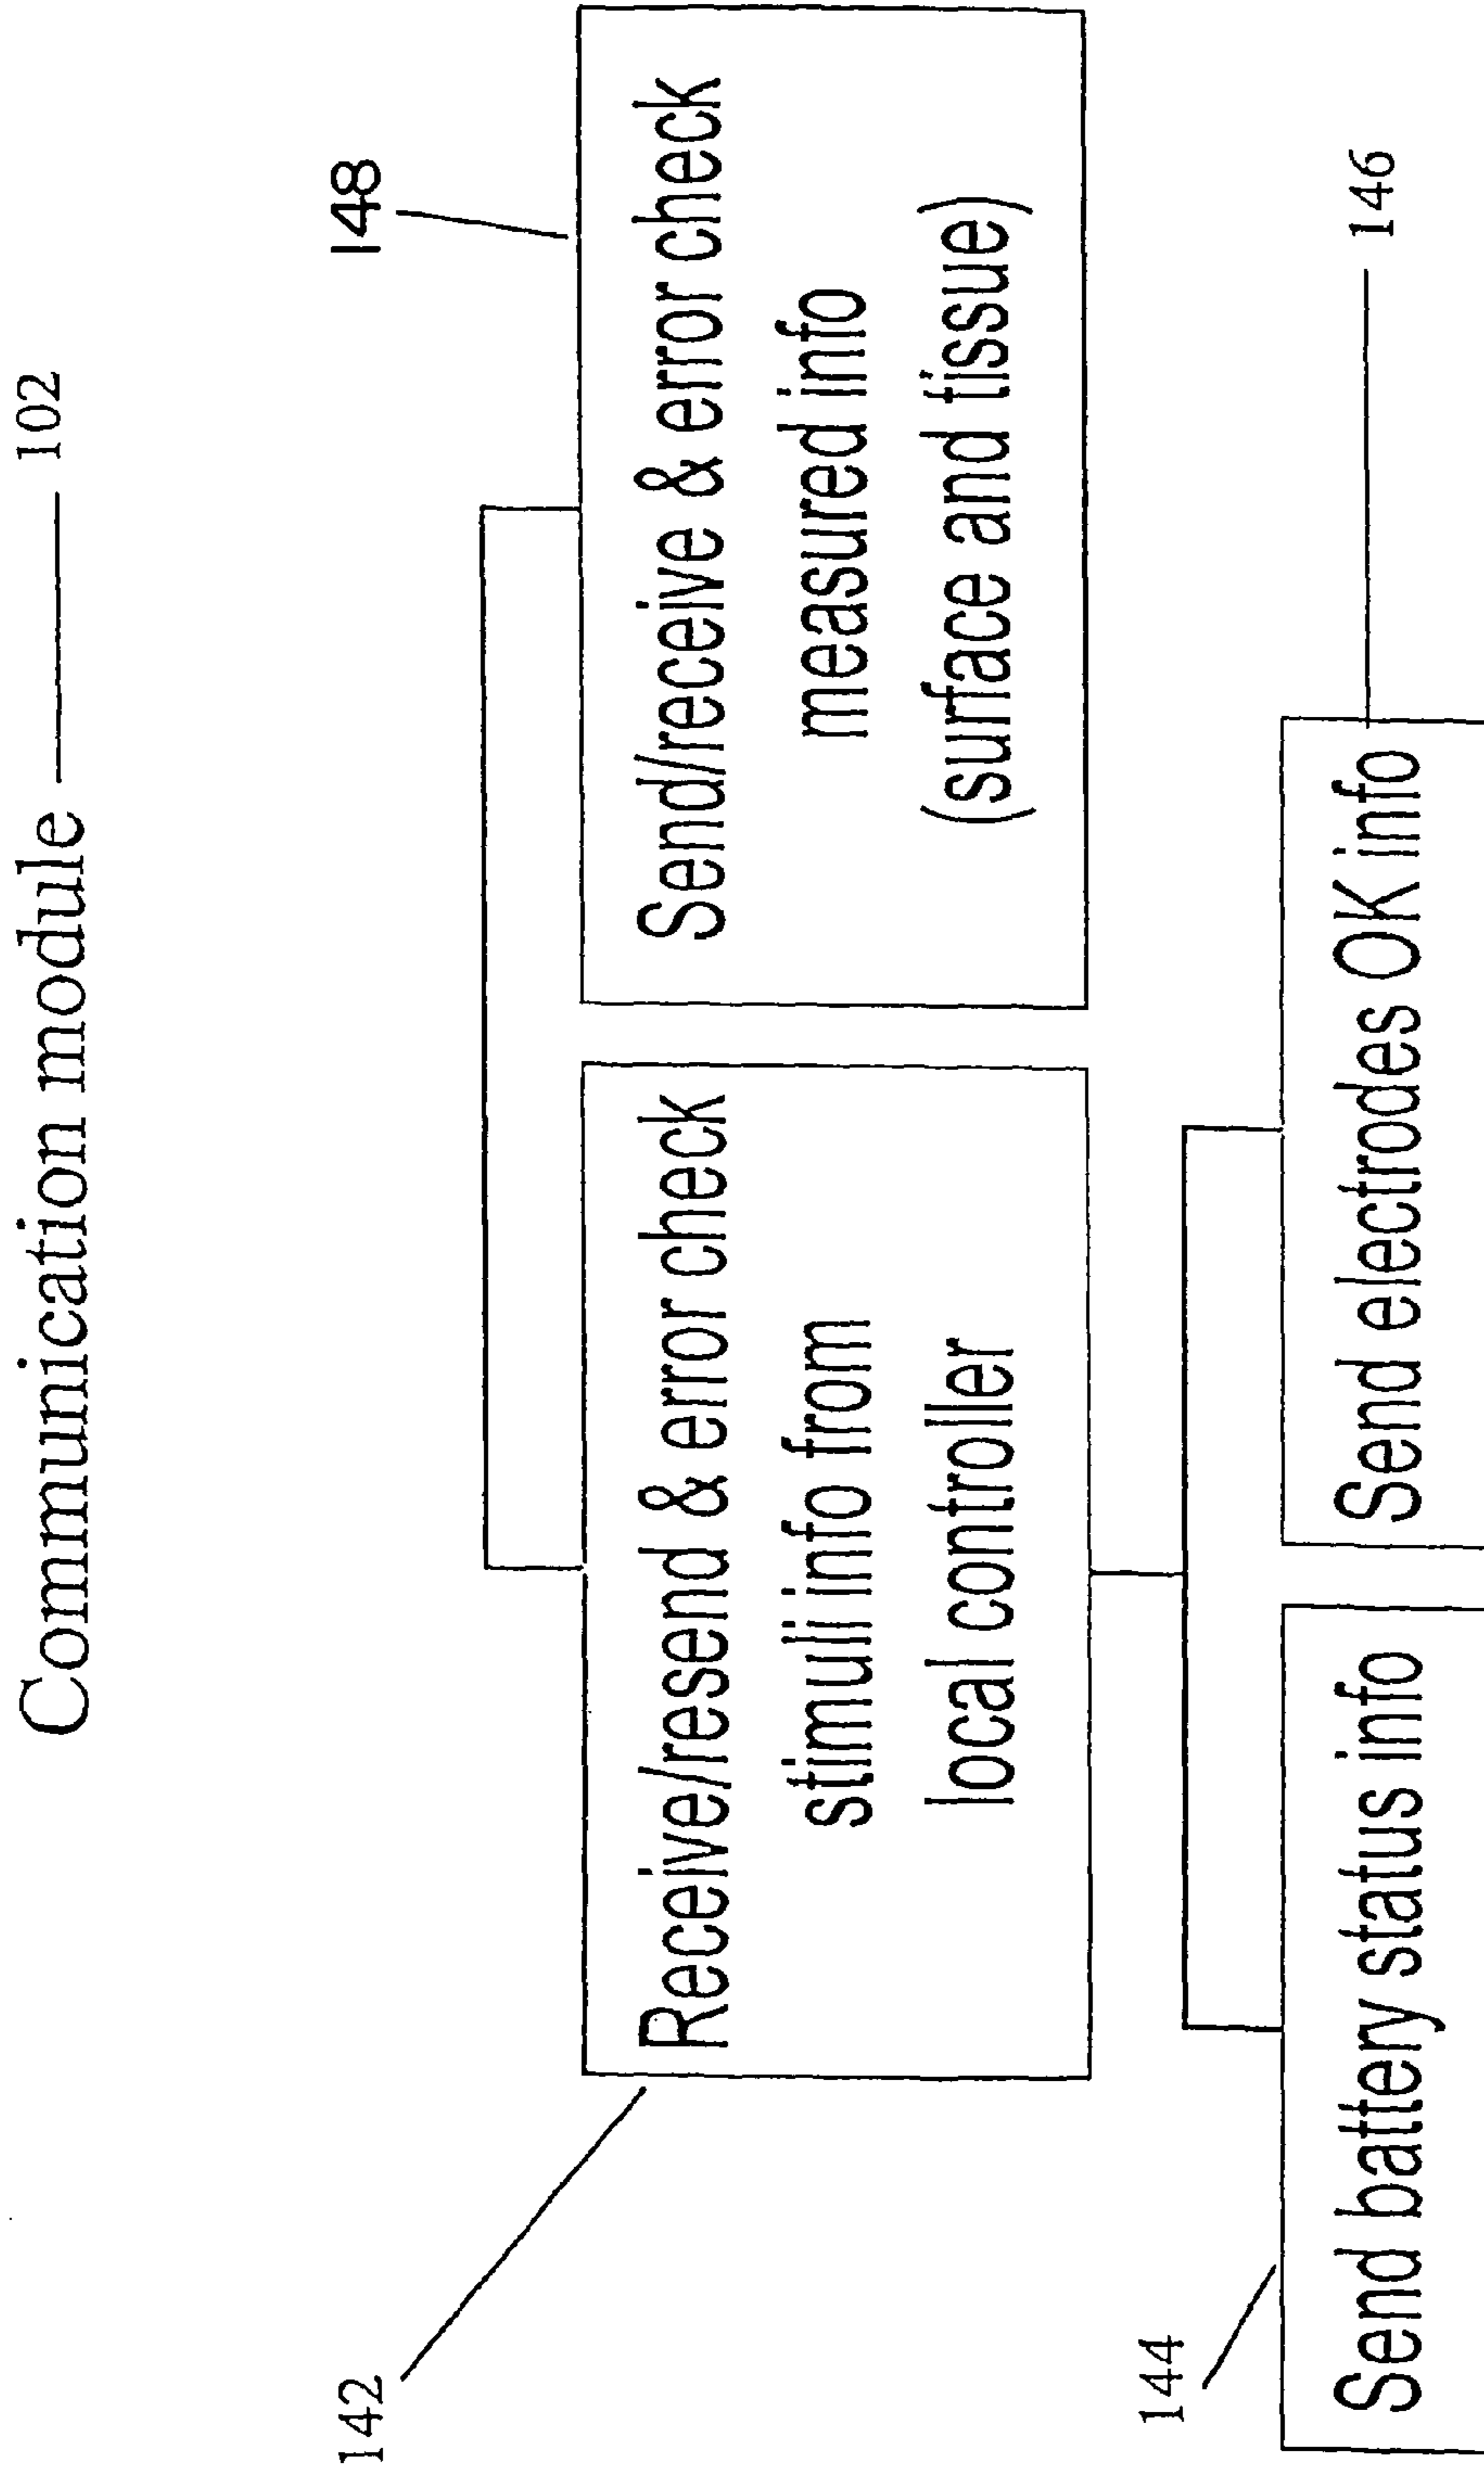 Communication module 102
142
148
Receive/resend & error check
stimuli info from
local controller
Send/receive & error check
measured info
(surface and tissue)
144
146
Send battery status info
Send electrodes OK info